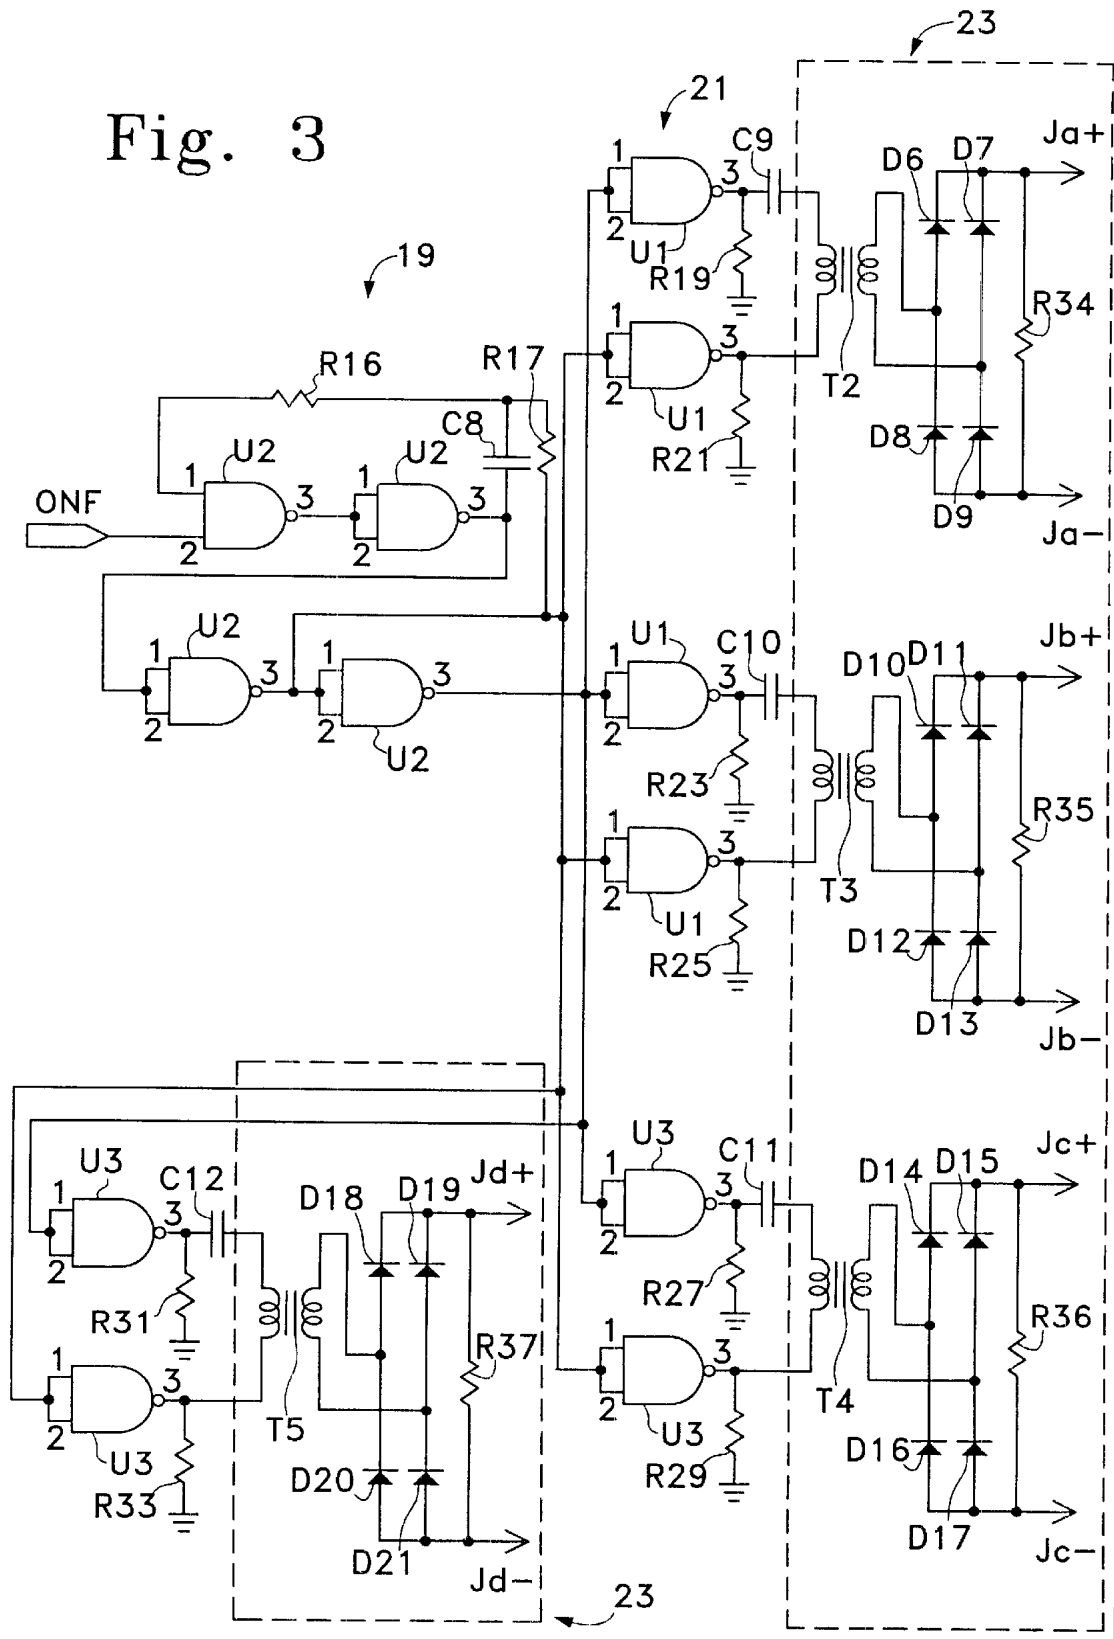 Fig. 3
23
21
19
Ja+
D6 D7
C9
1
3
2
U1
R19
T2
R34
1
3
2
U1
R21
D8
D9
Ja-
R16
R17
C8
U2
U2
ONF
1
3
2
1
3
2
U2
1
3
2
1
3
2
U2
Jb+
D10 D11
U1
C10
1
3
2
R23
T3
R35
1
3
2
U1
R25
D12
D13
Jb-
Jc+
D14 D15
U3
C11
1
3
2
R27
T4
R36
1
3
2
U3
R29
D16
D17
Jc-
Jd+
D18 D19
U3
C12
1
3
2
R31
T5
R37
1
3
2
U3
R33
D20
D21
Jd-
23